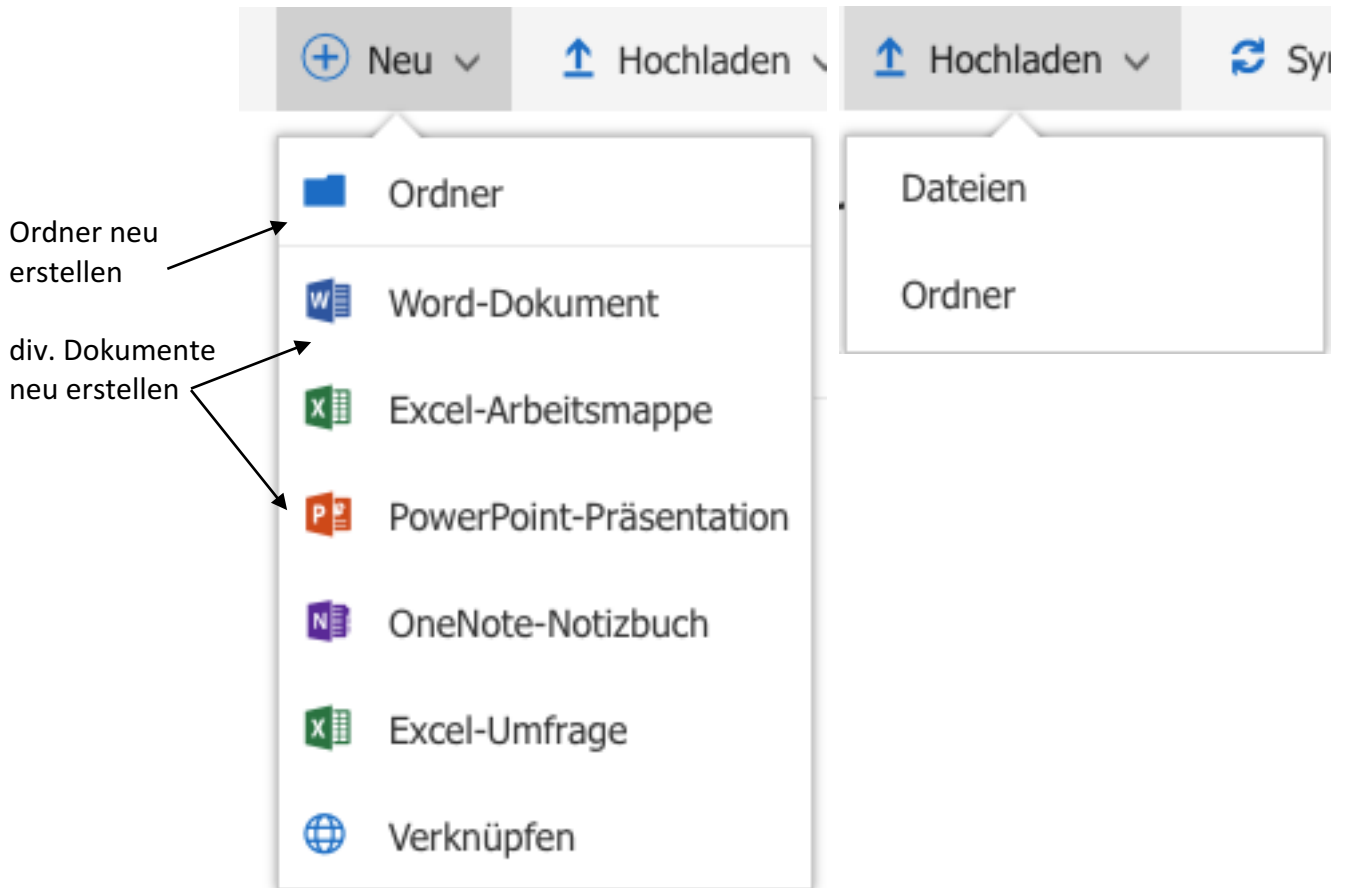 Neu
Hochladen
Ordner
Word-Dokument
Excel-Arbeitsmappe
PowerPoint-Präsentation
OneNote-Notizbuch
Excel-Umfrage
Verknüpfen
Ordner neu
erstellen
div. Dokumente
neu erstellen
Hochladen
Dateien
Ordner